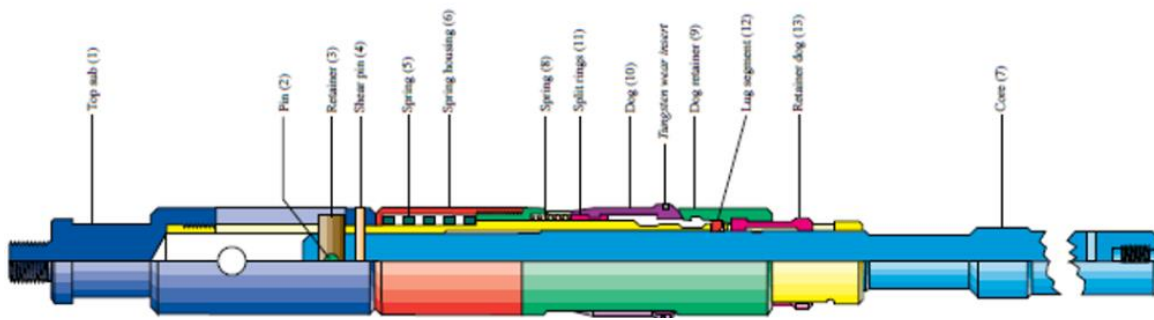 Top sub (1)
Pin (2)
Retainer (3)
Shear pin (4)
Spring (5)
Spring housing (6)
Spring (8)
Split rings (11)
Dog (10)
Tungsten wear insert
Dog retainer (9)
Lug segment (12)
Retainer dog (13)
Core (7)